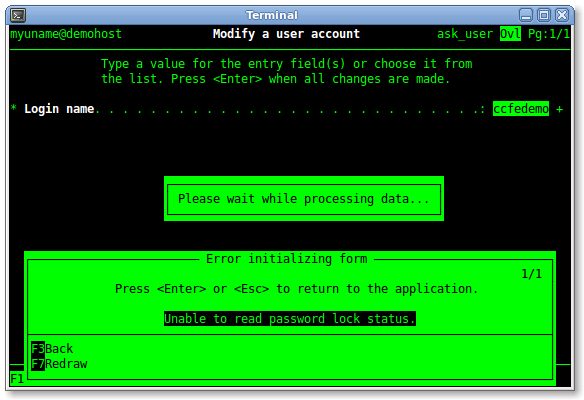 Terminal
myuname@demohost Modify a user account ask_user Ovl Pg:1/1
Type a value for the entry field(s) or choose it from
the list. Press <Enter> when all changes are made.
* Login name. . . . . . . . . . . . . . . . . . . . . . . . . . . .: ccfedemo +
Please wait while processing data...
Error initializing form
1/1
Press <Enter> or <Esc> to return to the application.
Unable to read password lock status.
F3Back
F7Redraw
F1